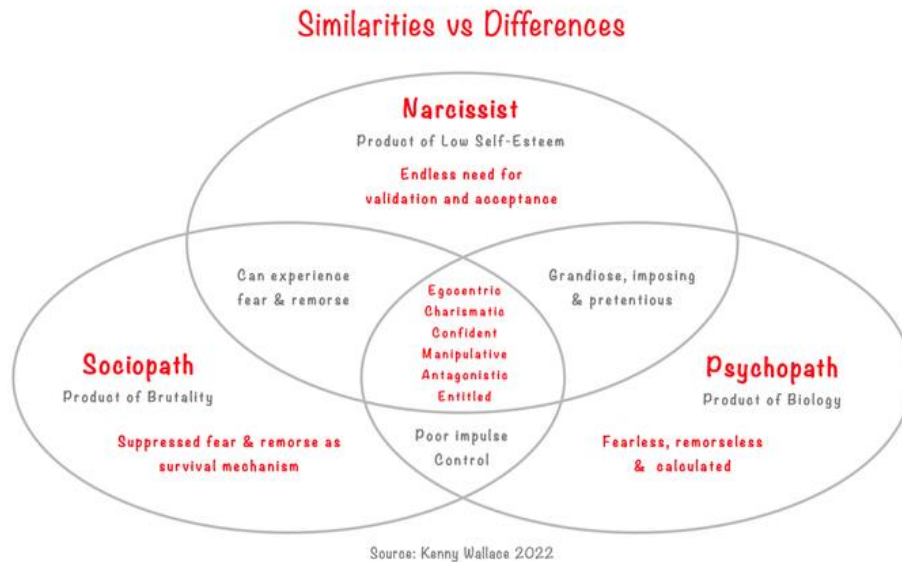 Similarities vs Differences
Narcissist
Product of Low Self-Esteem
Endless need for
validation and acceptance
Can experience
fear & remorse
Egocentric
Charismatic
Confident
Manipulative
Antagonistic
Entitled
Grandiose, imposing
& pretentious
Sociopath
Product of Brutality
Suppressed fear & remorse as
survival mechanism
Poor impulse
Control
Psychopath
Product of Biology
Fearless, remorseless
& calculated
Source: Kenny Wallace 2022